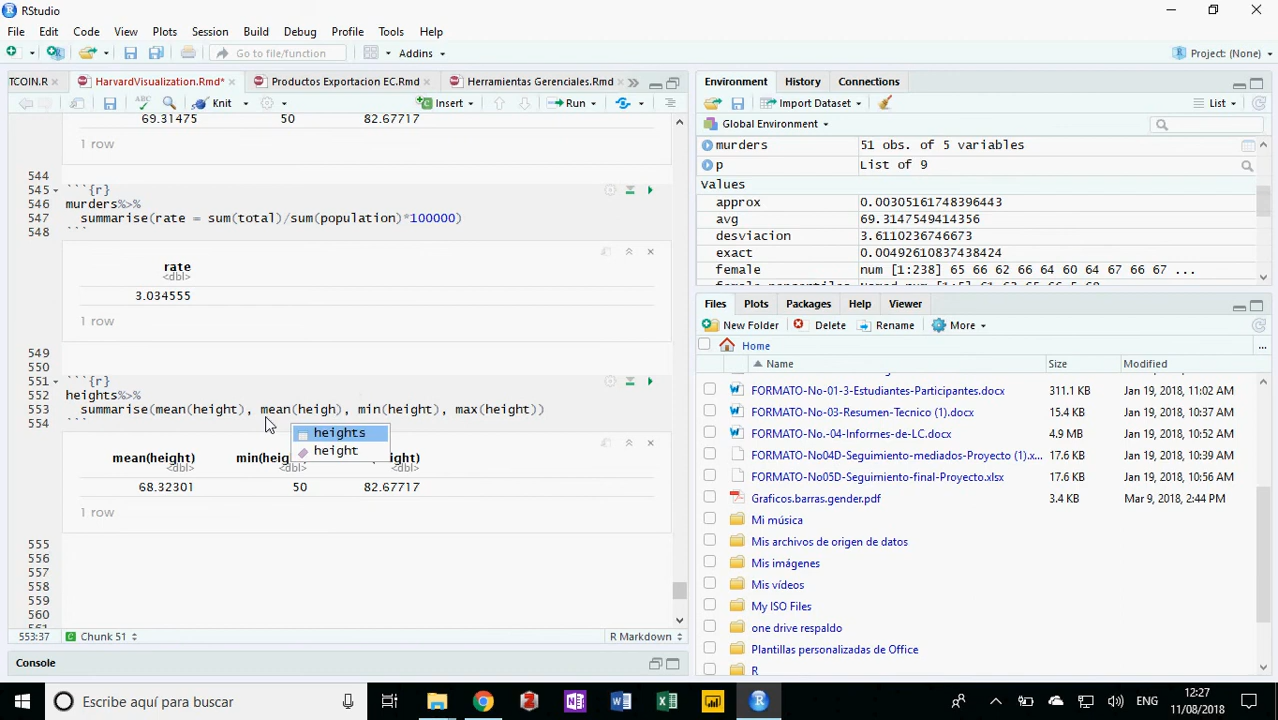 RStudio
File Edit Code View Plots Session Build Debug Profile Tools Help
Go to file/function Addins Project: (None)
TCOIN.R HarvardVisualization.Rmd* Productos Exportacion EC.Rmd Herramientas Gerenciales.Rmd
Knit Insert Run
69.31475 50 82.67717
1 row
544
545 ```{r}
546 murders%>%
547 summarise(rate = sum(total)/sum(population)*100000)
548 ```
rate
<dbl>
3.034555
1 row
549
550
551 ```{r}
552 heights%>%
553 summarise(mean(height), mean(heigh), min(height), max(height))
554 ```
heights
height
mean(height) min(heig ight)
<dbl> <dbl> <dbl>
68.32301 50 82.67717
1 row
555
556
557
558
559
560
561
553:37 Chunk 51 R Markdown
Console
Environment History Connections
Import Dataset List
Global Environment
murders 51 obs. of 5 variables
p List of 9
Values
approx 0.00305161748396443
avg 69.3147549414356
desviacion 3.6110236746673
exact 0.00492610837438424
female num [1:238] 65 66 62 66 64 60 64 67 66 67 ...
Files Plots Packages Help Viewer
New Folder Delete Rename More
Home ...
Name Size Modified
FORMATO-No-01-3-Estudiantes-Participantes.docx 311.1 KB Jan 19, 2018, 11:02 AM
FORMATO-No-03-Resumen-Tecnico (1).docx 10.7 KB Jan 19, 2018, 10:37 AM
FORMATO-No.-04-Informes-de-LC.docx 4.9 MB Jan 19, 2018, 10:52 AM
FORMATO-No04D-Seguimiento-mediados-Proyecto (1).x... 17.6 KB Jan 19, 2018, 10:39 AM
FORMATO-No05D-Seguimiento-final-Proyecto.xlsx 17.6 KB Jan 19, 2018, 10:56 AM
Graficos.barras.gender.pdf 3.4 KB Mar 9, 2018, 2:44 PM
Mi música
Mis archivos de origen de datos
Mis imágenes
Mis vídeos
My ISO Files
one drive respaldo
Plantillas personalizadas de Office
R
Escribe aquí para buscar
ENG
12:27
11/08/2018